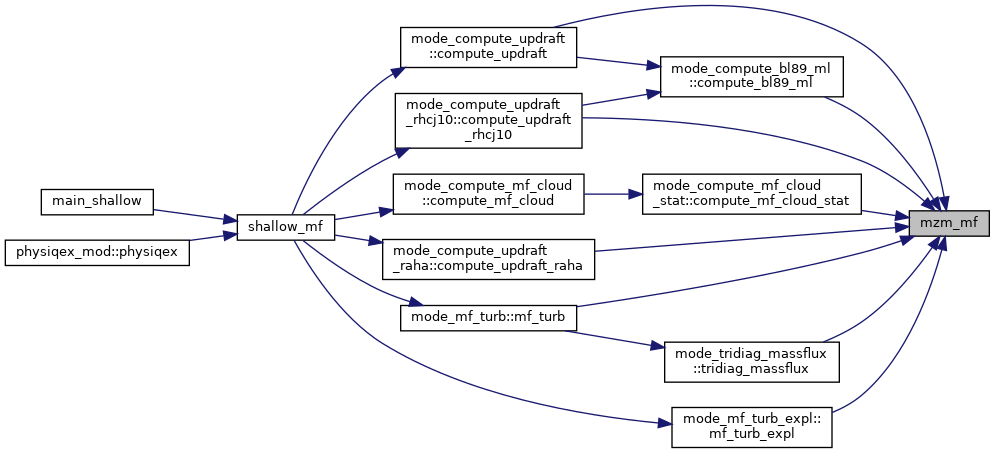 mode_compute_updraft
::compute_updraft
mode_compute_bl89_ml
::compute_bl89_ml
mode_compute_updraft
_rhcj10::compute_updraft
_rhcj10
mode_compute_mf_cloud
::compute_mf_cloud
mode_compute_mf_cloud
_stat::compute_mf_cloud_stat
main_shallow
shallow_mf
mzm_mf
physiqex_mod::physiqex
mode_compute_updraft
_raha::compute_updraft_raha
mode_mf_turb::mf_turb
mode_tridiag_massflux
::tridiag_massflux
mode_mf_turb_expl::
mf_turb_expl